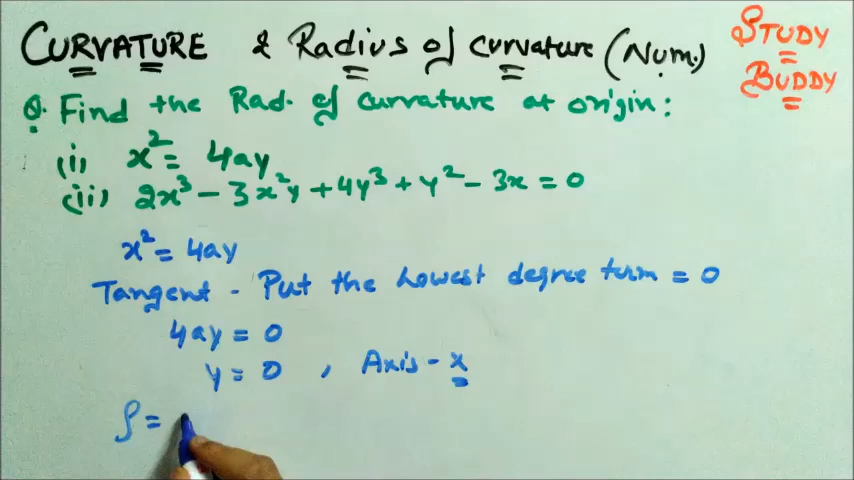 CURVATURE & Radius of curvature (Num.)
STUDY
BUDDY
Q. Find the Rad. of curvature at origin:
(i) x² = 4ay
(ii) 2x³ - 3x²y + 4y³ + y² - 3x = 0
x² = 4ay
Tangent - Put the lowest degree term = 0
4ay = 0
y = 0 , Axis - x
ρ =